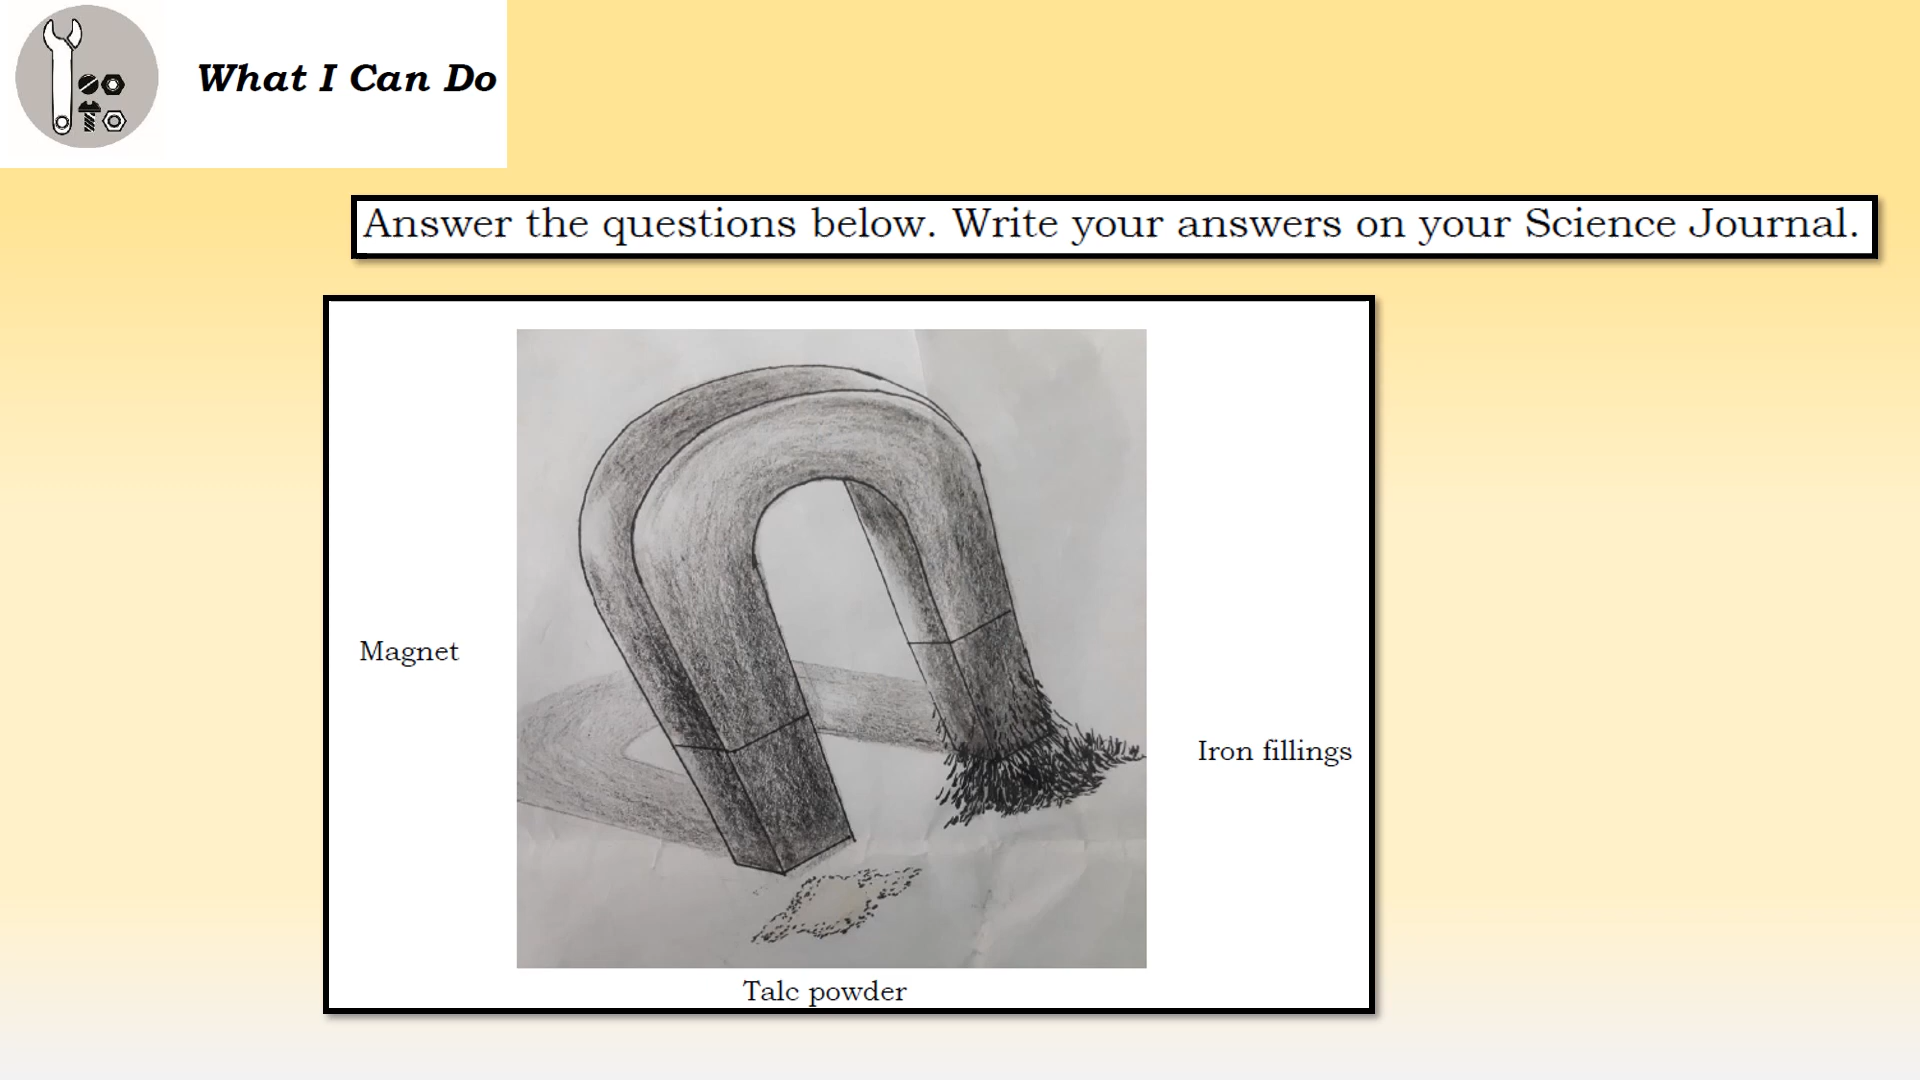 What I Can Do
Answer the questions below. Write your answers on your Science Journal.
Magnet
Iron fillings
Talc powder